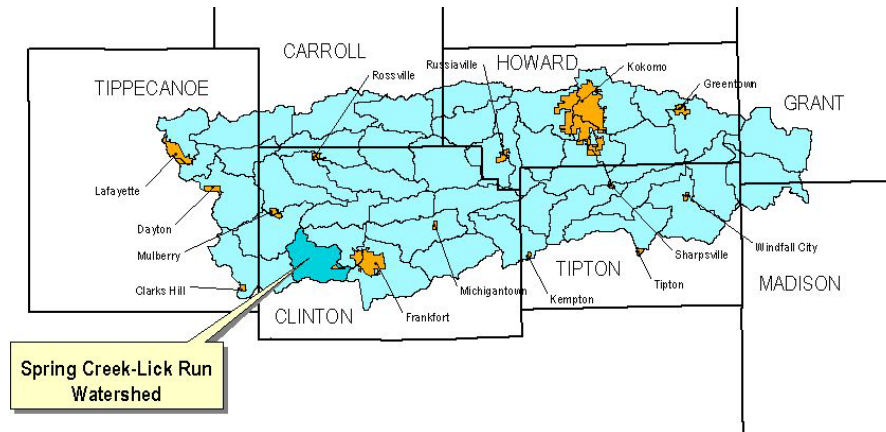 CARROLL
HOWARD
Russiaville
Kokomo
Rossville
TIPPECANOE
Greentown
GRANT
Lafayette
Dayton
Mulberry
Windfall City
Sharpsville
TIPTON
Tipton
MADISON
Clarks Hill
Michigantown
Kempton
CLINTON
Frankfort
Spring Creek-Lick Run
Watershed